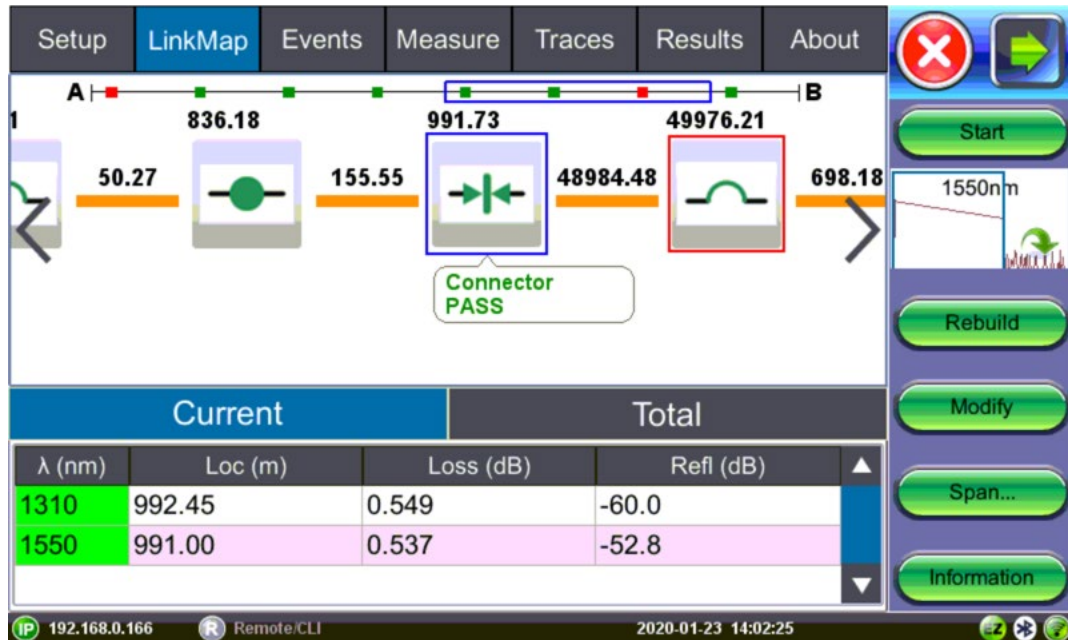 Setup LinkMap Events Measure Traces Results About
A B
1 836.18 991.73 49976.21
50.27 155.55 48984.48 698.18
Connector
PASS
Start
1550nm
Rebuild
Modify
Span...
Information
Current Total
λ (nm) Loc (m) Loss (dB) Refl (dB)
1310 992.45 0.549 -60.0
1550 991.00 0.537 -52.8
IP 192.168.0.166 R Remote/CLI 2020-01-23 14:02:25 EZ